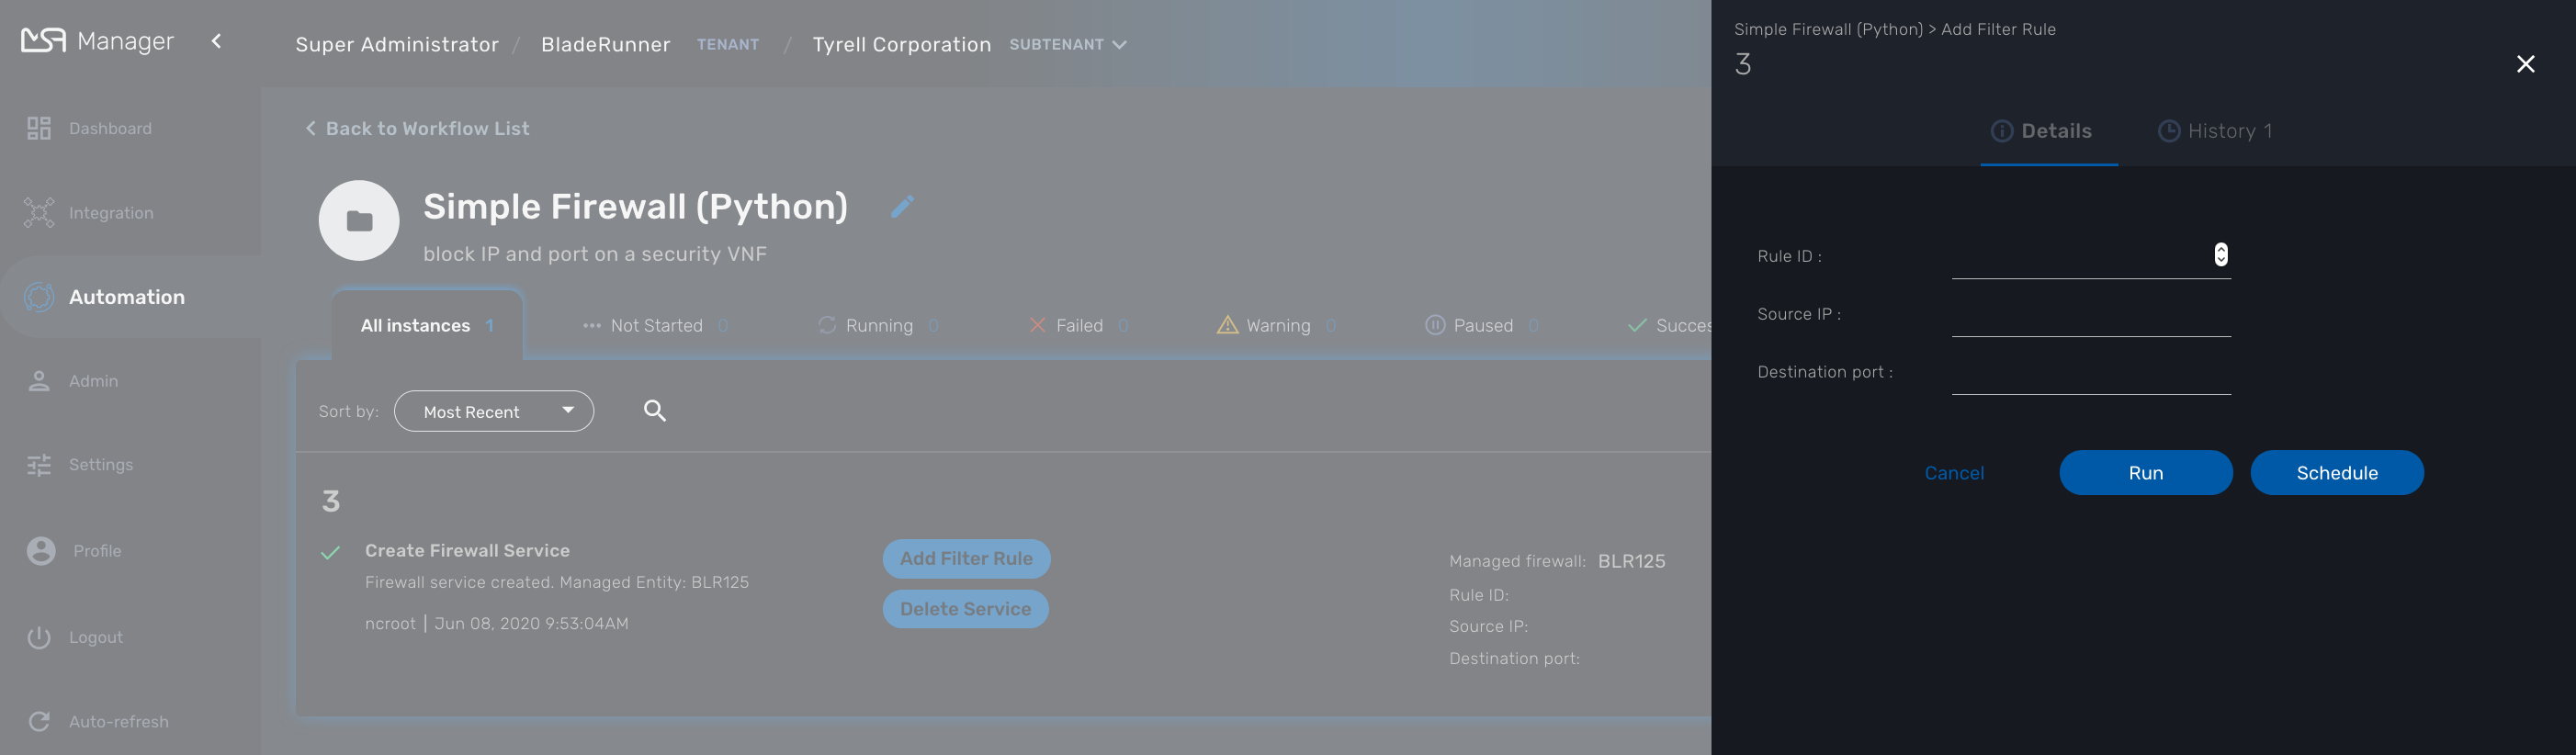 MSA Manager
Super Administrator / BladeRunner TENANT / Tyrell Corporation SUBTENANT
Dashboard
Integration
Automation
Admin
Settings
Profile
Logout
Auto-refresh
Back to Workflow List
Simple Firewall (Python)
block IP and port on a security VNF
All instances 1 Not Started 0 Running 0 Failed 0 Warning 0 Paused 0 Succes
Sort by: Most Recent
3
Create Firewall Service
Firewall service created. Managed Entity: BLR125
ncroot | Jun 08, 2020 9:53:04AM
Add Filter Rule
Delete Service
Managed firewall: BLR125
Rule ID:
Source IP:
Destination port:
Simple Firewall (Python) > Add Filter Rule
3
Details History 1
Rule ID :
Source IP :
Destination port :
Cancel Run Schedule